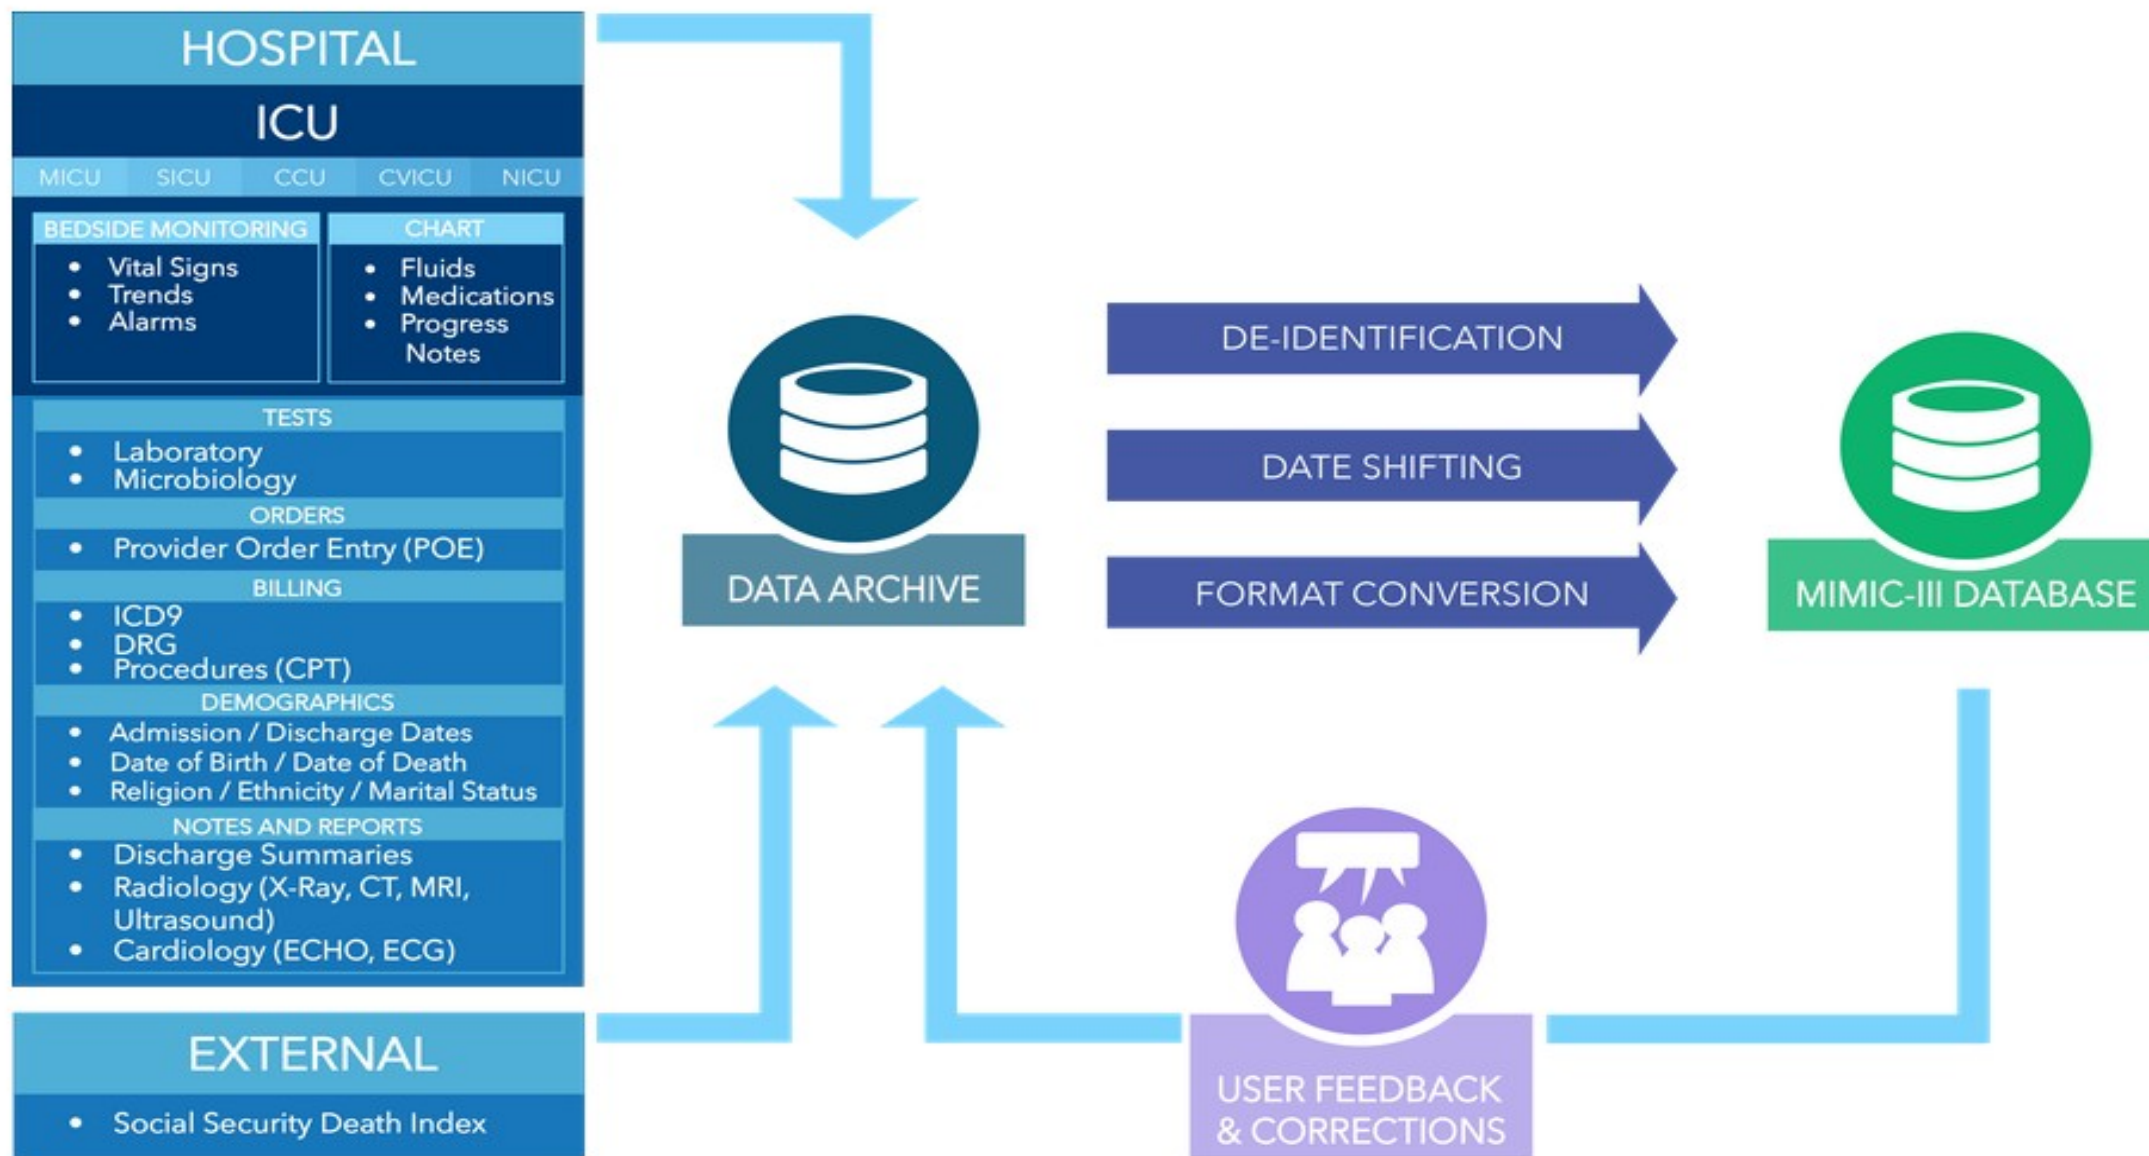 HOSPITAL
ICU
MICU SICU CCU CVICU NICU
BEDSIDE MONITORING
• Vital Signs
• Trends
• Alarms
CHART
• Fluids
• Medications
• Progress
Notes
TESTS
• Laboratory
• Microbiology
ORDERS
• Provider Order Entry (POE)
BILLING
• ICD9
• DRG
• Procedures (CPT)
DEMOGRAPHICS
• Admission / Discharge Dates
• Date of Birth / Date of Death
• Religion / Ethnicity / Marital Status
NOTES AND REPORTS
• Discharge Summaries
• Radiology (X-Ray, CT, MRI,
Ultrasound)
• Cardiology (ECHO, ECG)
EXTERNAL
• Social Security Death Index
DATA ARCHIVE
DE-IDENTIFICATION
DATE SHIFTING
FORMAT CONVERSION
MIMIC-III DATABASE
USER FEEDBACK
& CORRECTIONS